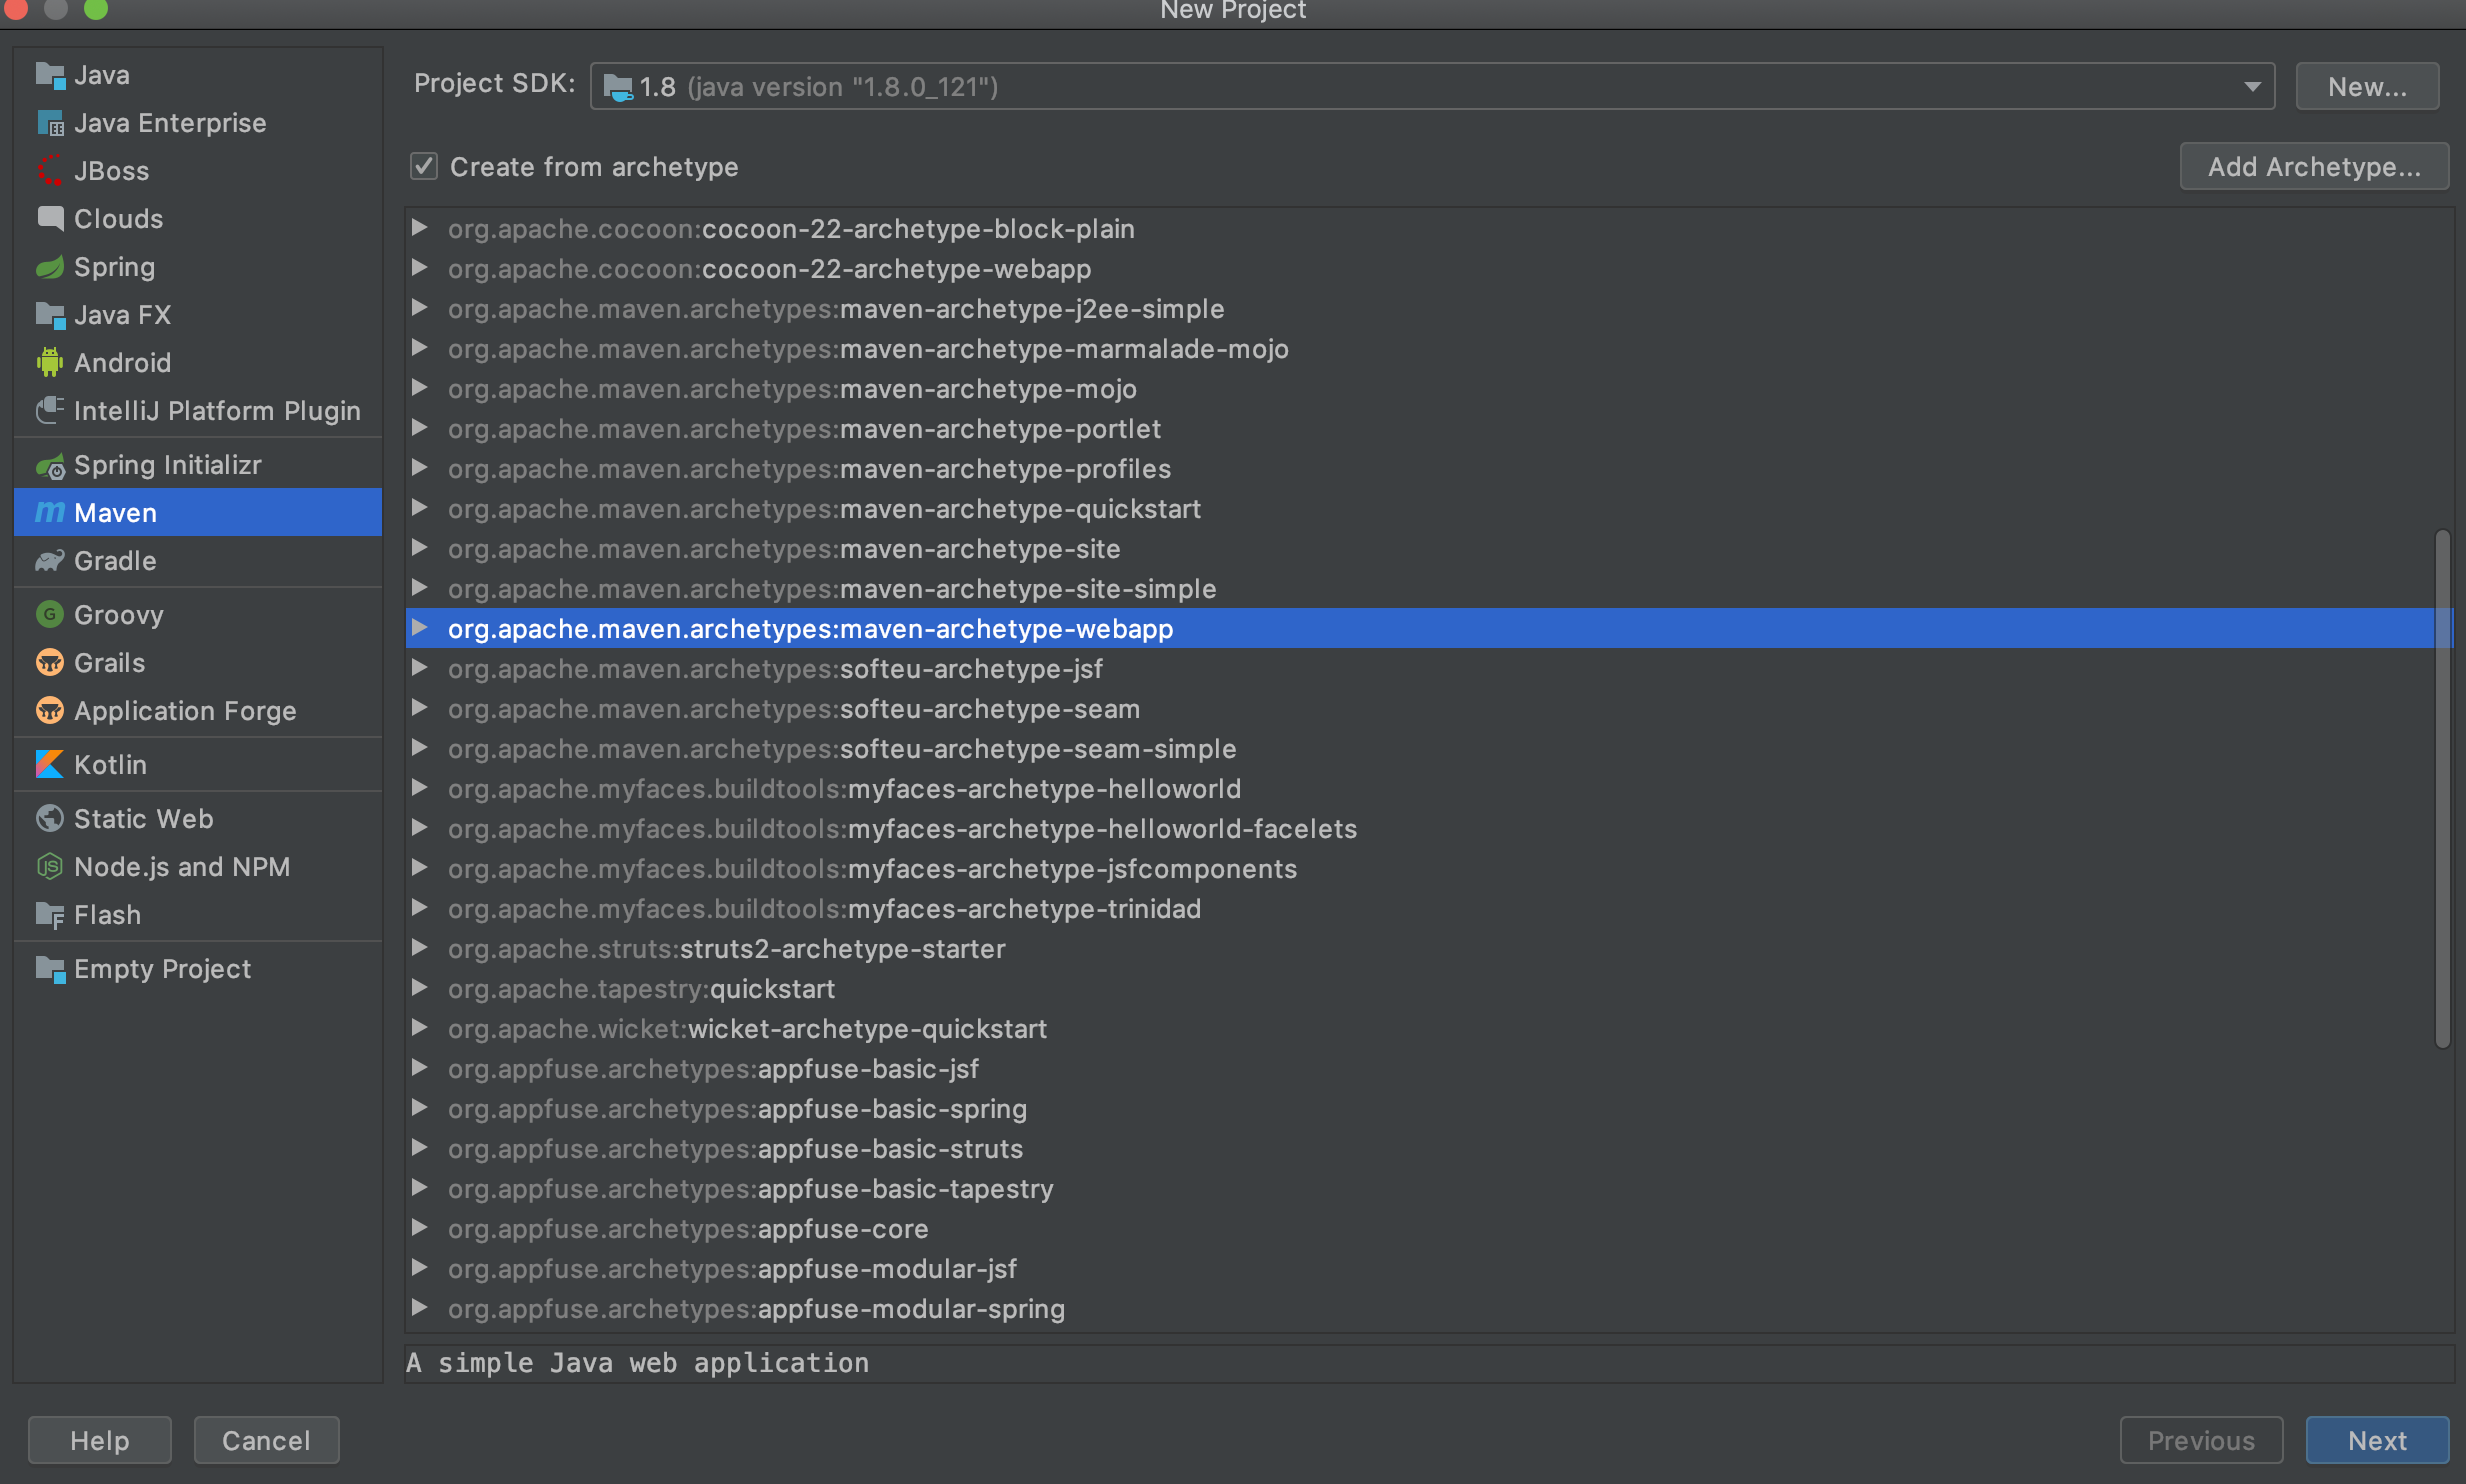 New Project
Java
Java Enterprise
JBoss
Clouds
Spring
Java FX
Android
IntelliJ Platform Plugin
Spring Initializr
Maven
Gradle
Groovy
Grails
Application Forge
Kotlin
Static Web
Node.js and NPM
Flash
Empty Project
Project SDK: 1.8 (java version "1.8.0_121") New...
Create from archetype Add Archetype...
org.apache.cocoon:cocoon-22-archetype-block-plain
org.apache.cocoon:cocoon-22-archetype-webapp
org.apache.maven.archetypes:maven-archetype-j2ee-simple
org.apache.maven.archetypes:maven-archetype-marmalade-mojo
org.apache.maven.archetypes:maven-archetype-mojo
org.apache.maven.archetypes:maven-archetype-portlet
org.apache.maven.archetypes:maven-archetype-profiles
org.apache.maven.archetypes:maven-archetype-quickstart
org.apache.maven.archetypes:maven-archetype-site
org.apache.maven.archetypes:maven-archetype-site-simple
org.apache.maven.archetypes:maven-archetype-webapp
org.apache.maven.archetypes:softeu-archetype-jsf
org.apache.maven.archetypes:softeu-archetype-seam
org.apache.maven.archetypes:softeu-archetype-seam-simple
org.apache.myfaces.buildtools:myfaces-archetype-helloworld
org.apache.myfaces.buildtools:myfaces-archetype-helloworld-facelets
org.apache.myfaces.buildtools:myfaces-archetype-jsfcomponents
org.apache.myfaces.buildtools:myfaces-archetype-trinidad
org.apache.struts:struts2-archetype-starter
org.apache.tapestry:quickstart
org.apache.wicket:wicket-archetype-quickstart
org.appfuse.archetypes:appfuse-basic-jsf
org.appfuse.archetypes:appfuse-basic-spring
org.appfuse.archetypes:appfuse-basic-struts
org.appfuse.archetypes:appfuse-basic-tapestry
org.appfuse.archetypes:appfuse-core
org.appfuse.archetypes:appfuse-modular-jsf
org.appfuse.archetypes:appfuse-modular-spring
A simple Java web application
Help Cancel Previous Next